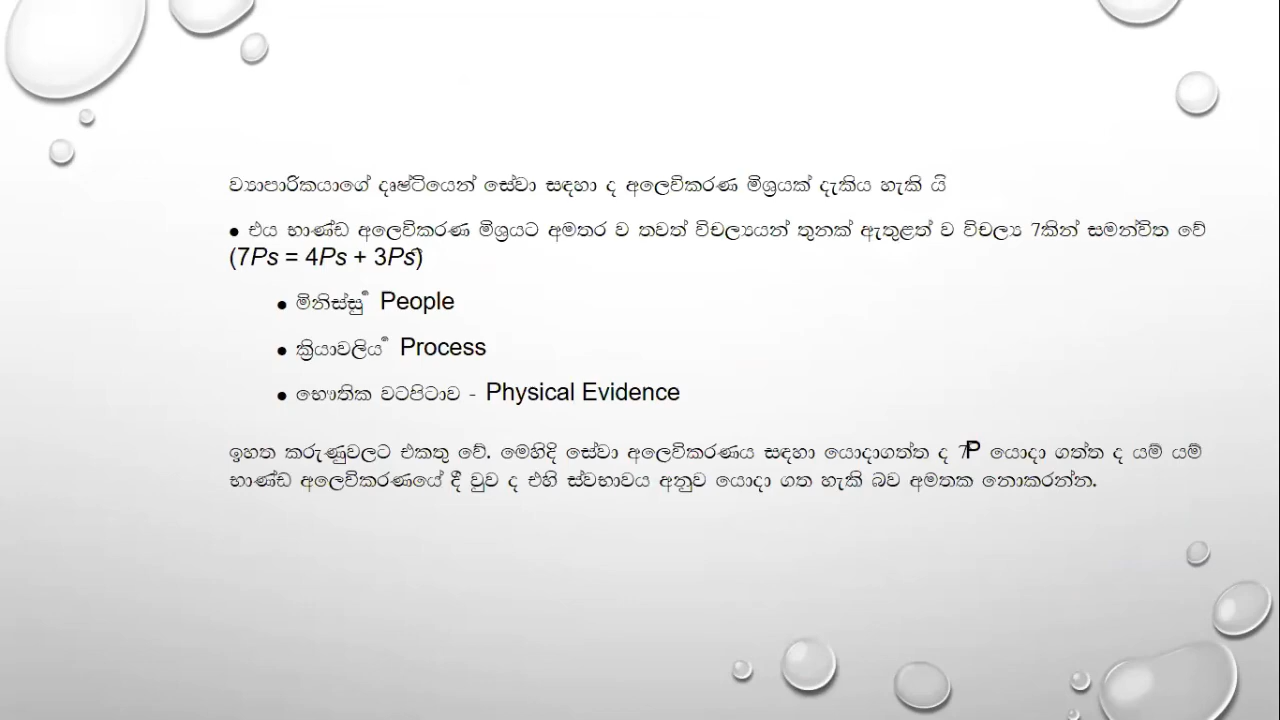 ව්‍යාපාරිකයාගේ දෘෂ්ටියෙන් සේවා සඳහා ද අලෙවිකරණ මිශ්‍රයක් දැකිය හැකි යි
• එය භාණ්ඩ අලෙවිකරණ මිශ්‍රයට අමතර ව තවත් විචල්‍යයන් තුනක් ඇතුළත් ව විචල්‍ය 7කින් සමන්විත වේ
(7Ps = 4Ps + 3Ps)
• මිනිස්සු People
• ක්‍රියාවලිය Process
• භෞතික වටපිටාව - Physical Evidence
ඉහත කරුණුවලට එකතු වේ. මෙහිදි සේවා අලෙවිකරණය සඳහා යොදාගත්ත ද 7P යොදා ගත්ත ද යම් යම්
භාණ්ඩ අලෙවිකරණයේ දී වුව ද එහි ස්වභාවය අනුව යොදා ගත හැකි බව අමතක නොකරන්න.